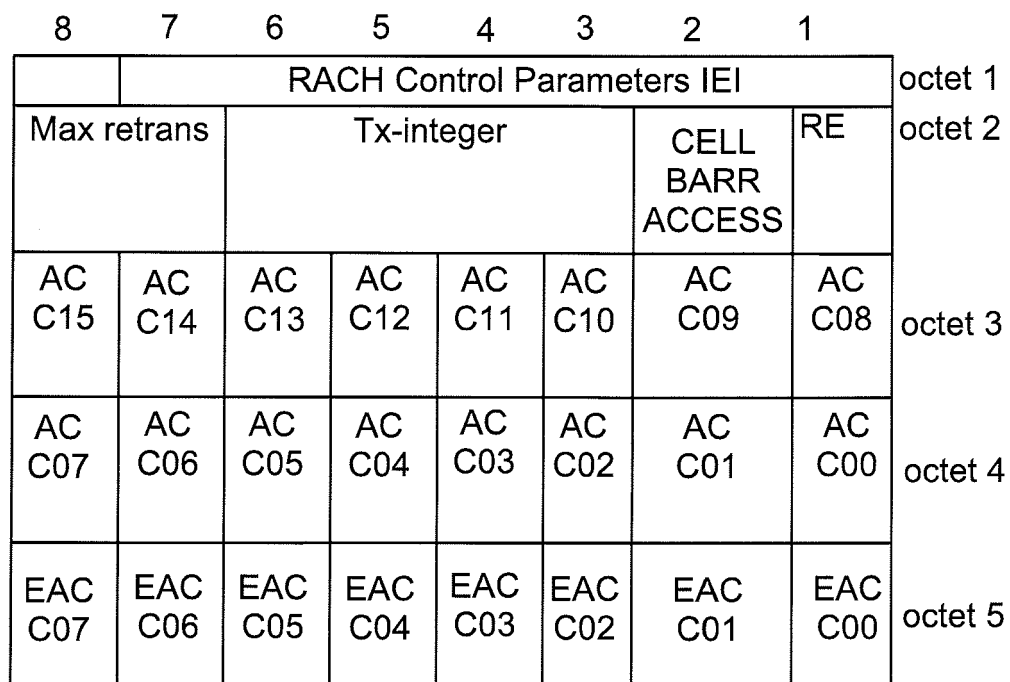 8 7 6 5 4 3 2 1
RACH Control Parameters IEI octet 1
Max retrans Tx-integer CELL BARR ACCESS RE octet 2
AC C15 AC C14 AC C13 AC C12 AC C11 AC C10 AC C09 AC C08 octet 3
AC C07 AC C06 AC C05 AC C04 AC C03 AC C02 AC C01 AC C00 octet 4
EAC C07 EAC C06 EAC C05 EAC C04 EAC C03 EAC C02 EAC C01 EAC C00 octet 5